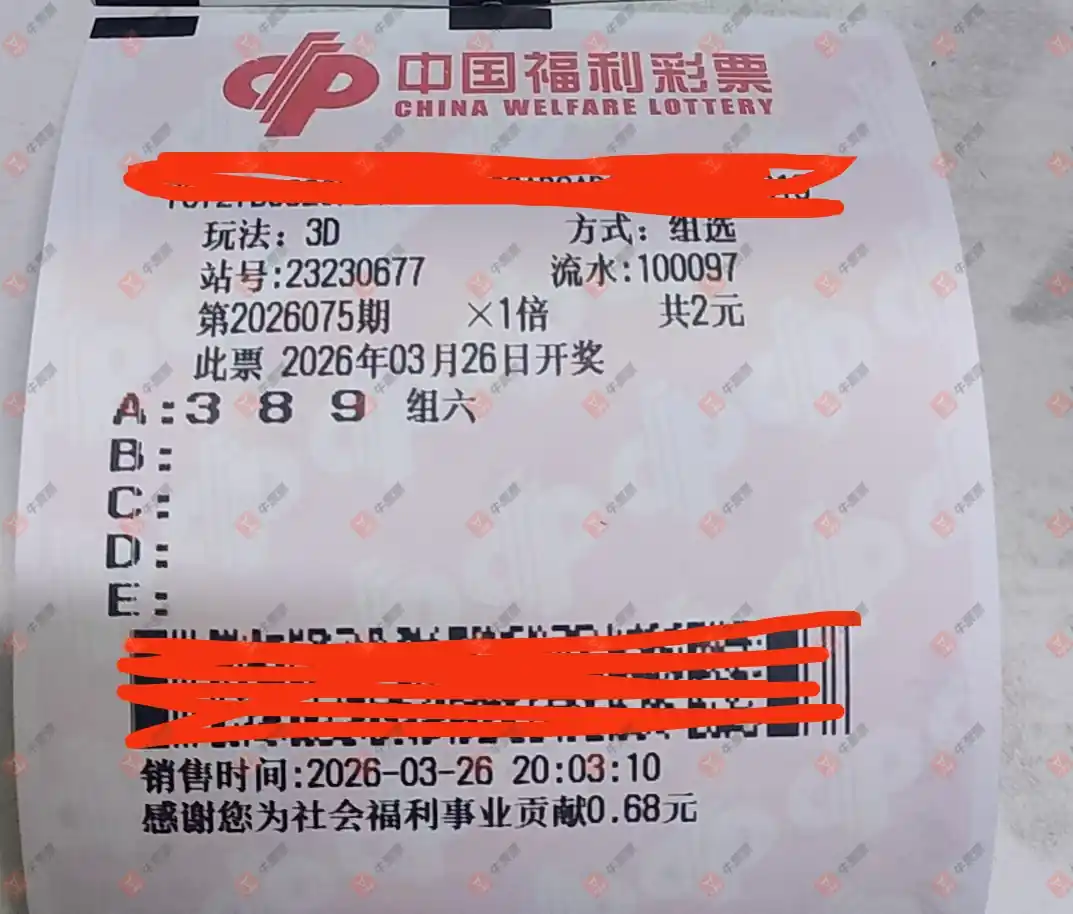 中国福利彩票
CHINA WELFARE LOTTERY
玩法：3D 方式：组选
站号:23230677 流水:100097
第2026075期 ×1倍 共2元
此票 2026年03月26日开奖
A:3 8 9 组六
B:
C:
D:
E:
销售时间:2026-03-26 20:03:10
感谢您为社会福利事业贡献0.68元